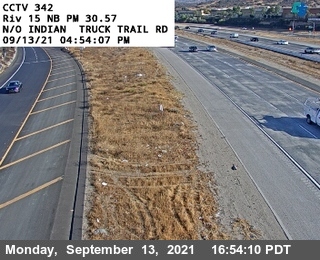 CCTV 342
Riv 15 NB PM 30.57
N/O INDIAN TRUCK TRAIL RD
09/13/21 04:54:07 PM
Monday, September 13, 2021 16:54:10 PDT